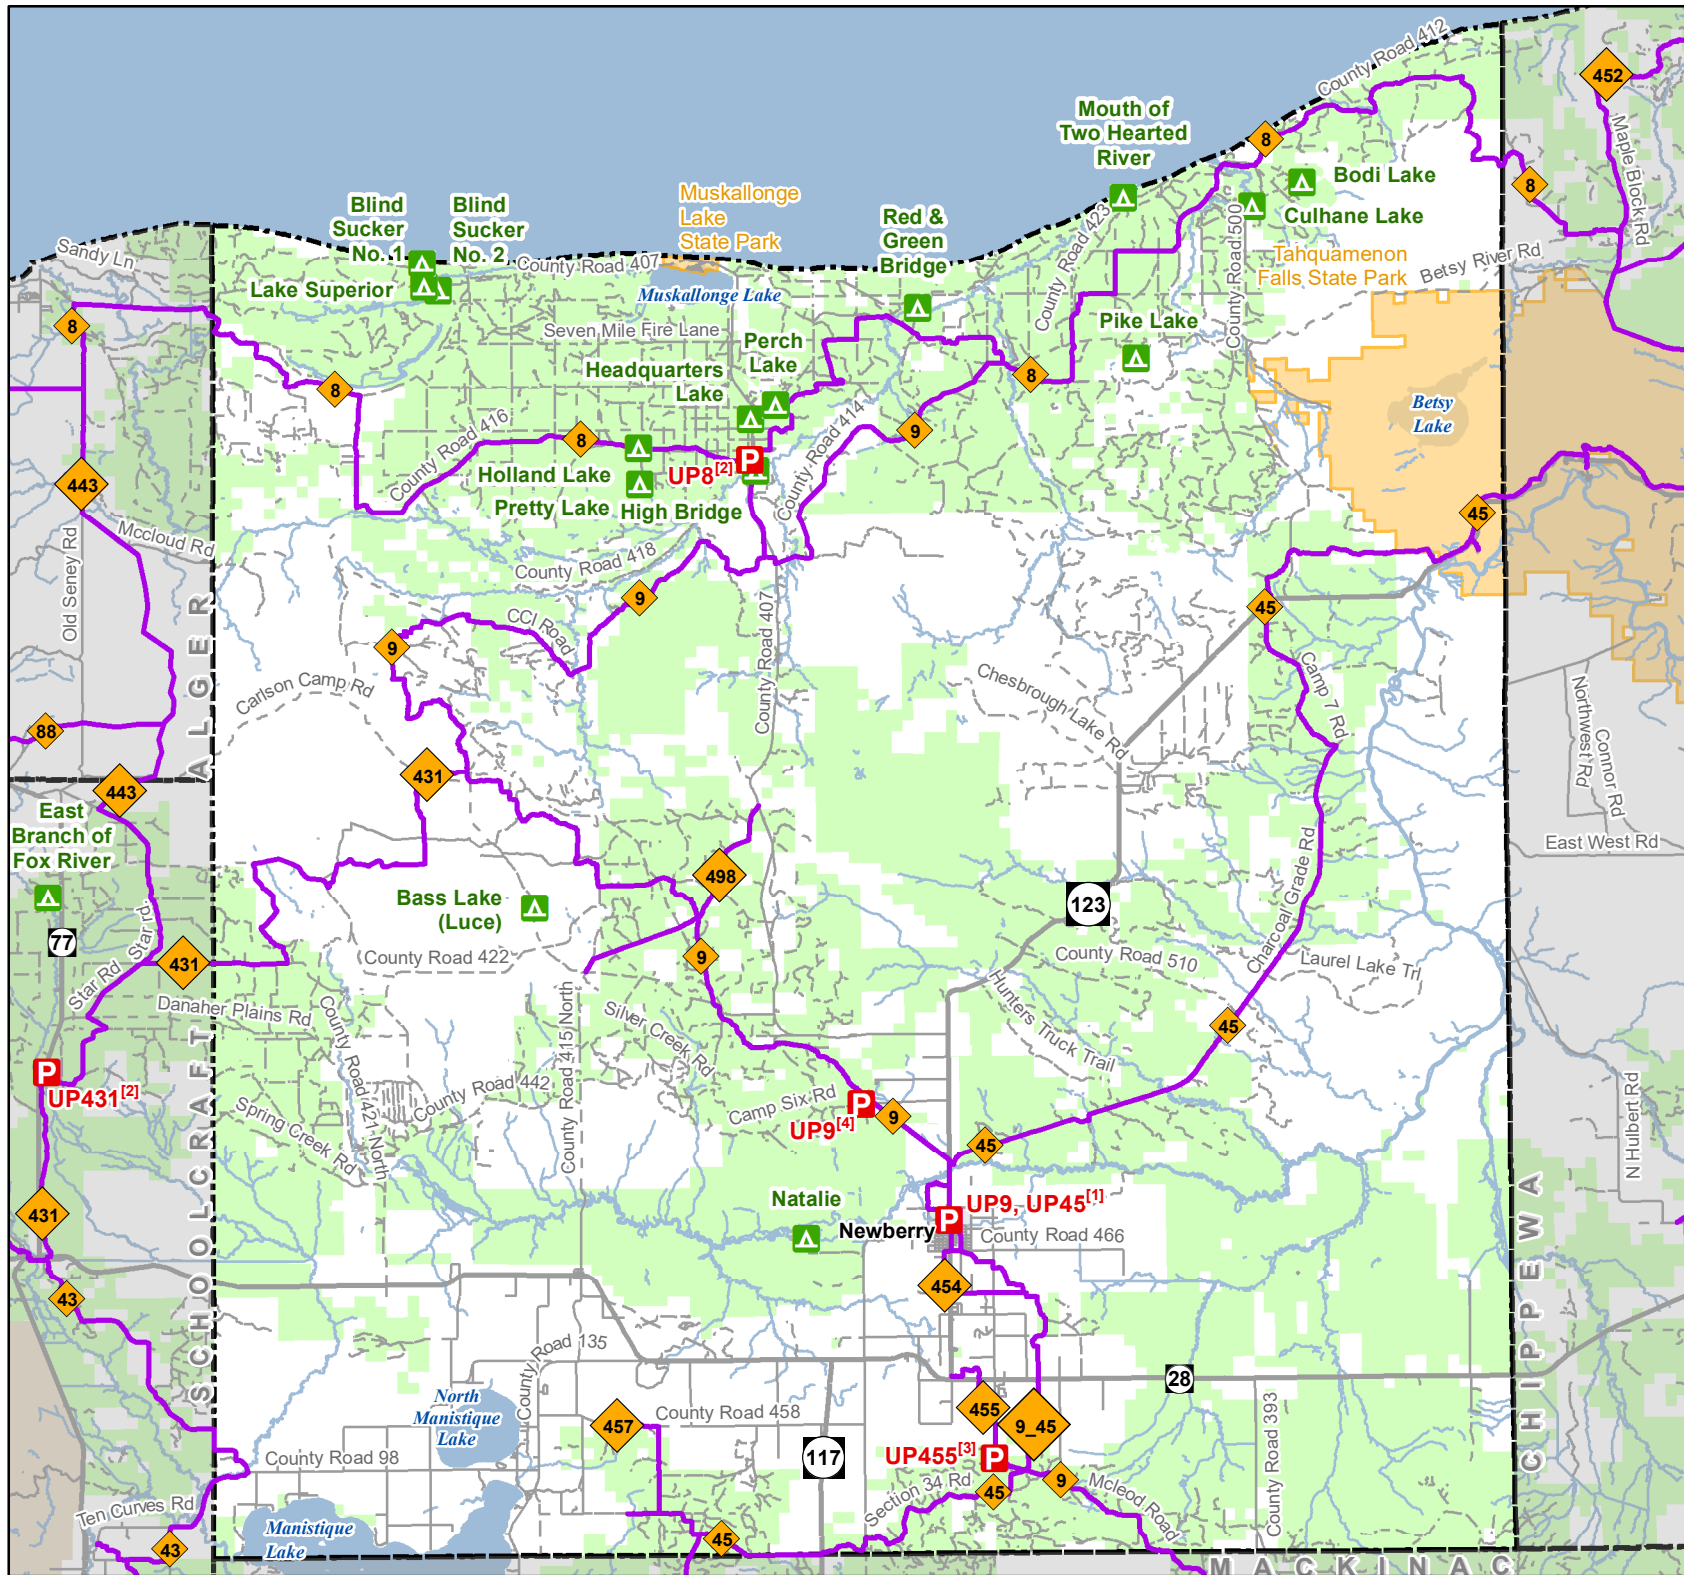 County Road 412
452
Mouth of
Two Hearted
River
8
Maple Block Rd
Bodi Lake
8
Blind
Sucker
No. 1
Blind
Sucker
No. 2
Muskallonge
Lake
State Park
Red &
Green
Bridge
County Road 423
County Road 500
Culhane Lake
Sandy Ln
County Road 407
Tahquamenon
Falls State Park
Betsy River Rd
Lake Superior
Muskallonge Lake
8
Seven Mile Fire Lane
Perch
Lake
Pike Lake
Headquarters
Lake
8
8
Betsy
Lake
County Road 416
8
County Road 414
9
443
Holland Lake
UP8[2]
Pretty Lake
High Bridge
45
Old Seney Rd
Mccloud Rd
County Road 418
9
45
CCI Road
County Road 407
9
Camp 7 Rd
Carlson Camp Rd
Chesbrough Lake Rd
Northwest Rd
Connor Rd
88
ALGER
431
443
East
Branch of
Fox River
East West Rd
Charcoal Grade Rd
498
Bass Lake
(Luce)
123
77
Star Rd
Star rd.
431
County Road 422
9
County Road 510
Laurel Lake Trl
Danaher Plains Rd
County Road 421 North
County Road 415 North
Silver Creek Rd
Hunters Truck Trail
45
UP431[2]
County Road 442
Spring Creek Rd
Camp Six Rd
UP9[4]
9
45
N Hulbert Rd
431
Natalie
UP9, UP45[1]
Newberry
County Road 466
SCHOOLCRAFT
CHIPPEWA
43
454
County Road 135
28
North
Manistique
Lake
457
County Road 458
455
9_45
County Road 393
County Road 98
117
UP455[3]
Section 34 Rd
45
9
Mcleod Road
Ten Curves Rd
Manistique
Lake
43
45
MACKINAC